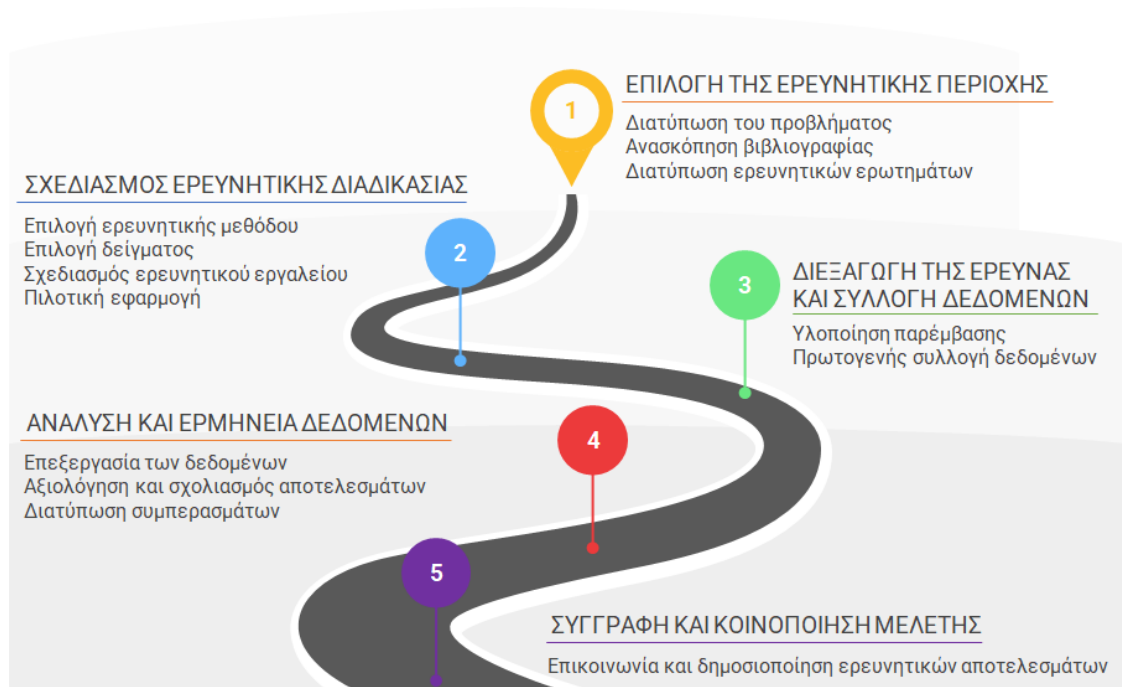 1
ΕΠΙΛΟΓΗ ΤΗΣ ΕΡΕΥΝΗΤΙΚΗΣ ΠΕΡΙΟΧΗΣ
Διατύπωση του προβλήματος
Ανασκόπηση βιβλιογραφίας
Διατύπωση ερευνητικών ερωτημάτων
2
ΣΧΕΔΙΑΣΜΟΣ ΕΡΕΥΝΗΤΙΚΗΣ ΔΙΑΔΙΚΑΣΙΑΣ
Επιλογή ερευνητικής μεθόδου
Επιλογή δείγματος
Σχεδιασμός ερευνητικού εργαλείου
Πιλοτική εφαρμογή
3
ΔΙΕΞΑΓΩΓΗ ΤΗΣ ΕΡΕΥΝΑΣ
ΚΑΙ ΣΥΛΛΟΓΗ ΔΕΔΟΜΕΝΩΝ
Υλοποίηση παρέμβασης
Πρωτογενής συλλογή δεδομένων
4
ΑΝΑΛΥΣΗ ΚΑΙ ΕΡΜΗΝΕΙΑ ΔΕΔΟΜΕΝΩΝ
Επεξεργασία των δεδομένων
Αξιολόγηση και σχολιασμός αποτελεσμάτων
Διατύπωση συμπερασμάτων
5
ΣΥΓΓΡΑΦΗ ΚΑΙ ΚΟΙΝΟΠΟΙΗΣΗ ΜΕΛΕΤΗΣ
Επικοινωνία και δημοσιοποίηση ερευνητικών αποτελεσμάτων